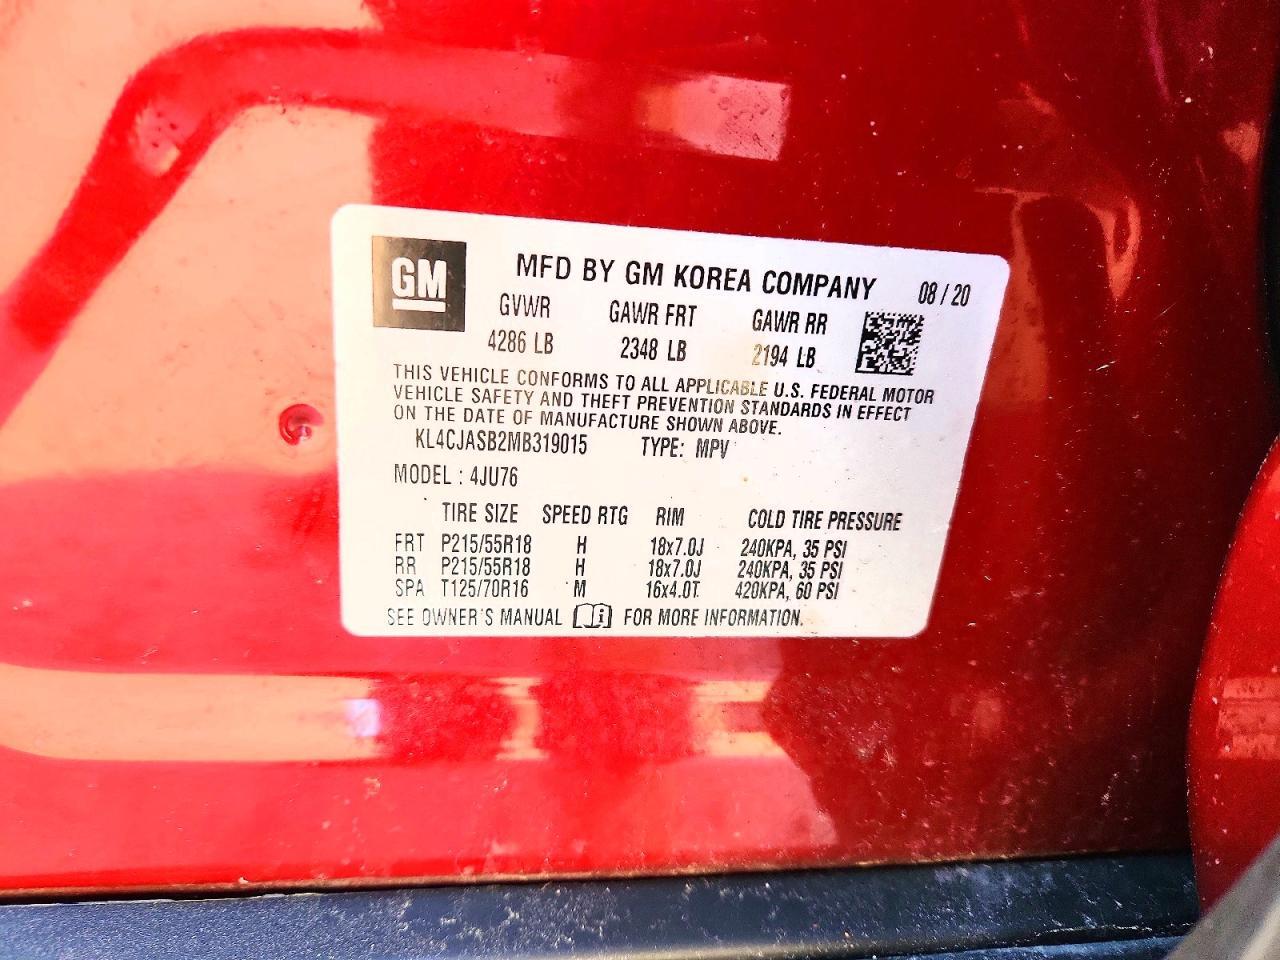 GM
MFD BY GM KOREA COMPANY 08 / 20
GVWR GAWR FRT GAWR RR
4286 LB 2348 LB 2194 LB
THIS VEHICLE CONFORMS TO ALL APPLICABLE U.S. FEDERAL MOTOR
VEHICLE SAFETY AND THEFT PREVENTION STANDARDS IN EFFECT
ON THE DATE OF MANUFACTURE SHOWN ABOVE.
KL4CJASB2MB319015 TYPE: MPV
MODEL : 4JU76
TIRE SIZE SPEED RTG RIM COLD TIRE PRESSURE
FRT P215/55R18 H 18x7.0J 240KPA, 35 PSI
RR P215/55R18 H 18x7.0J 240KPA, 35 PSI
SPA T125/70R16 M 16x4.0T 420KPA, 60 PSI
SEE OWNER'S MANUAL i FOR MORE INFORMATION.